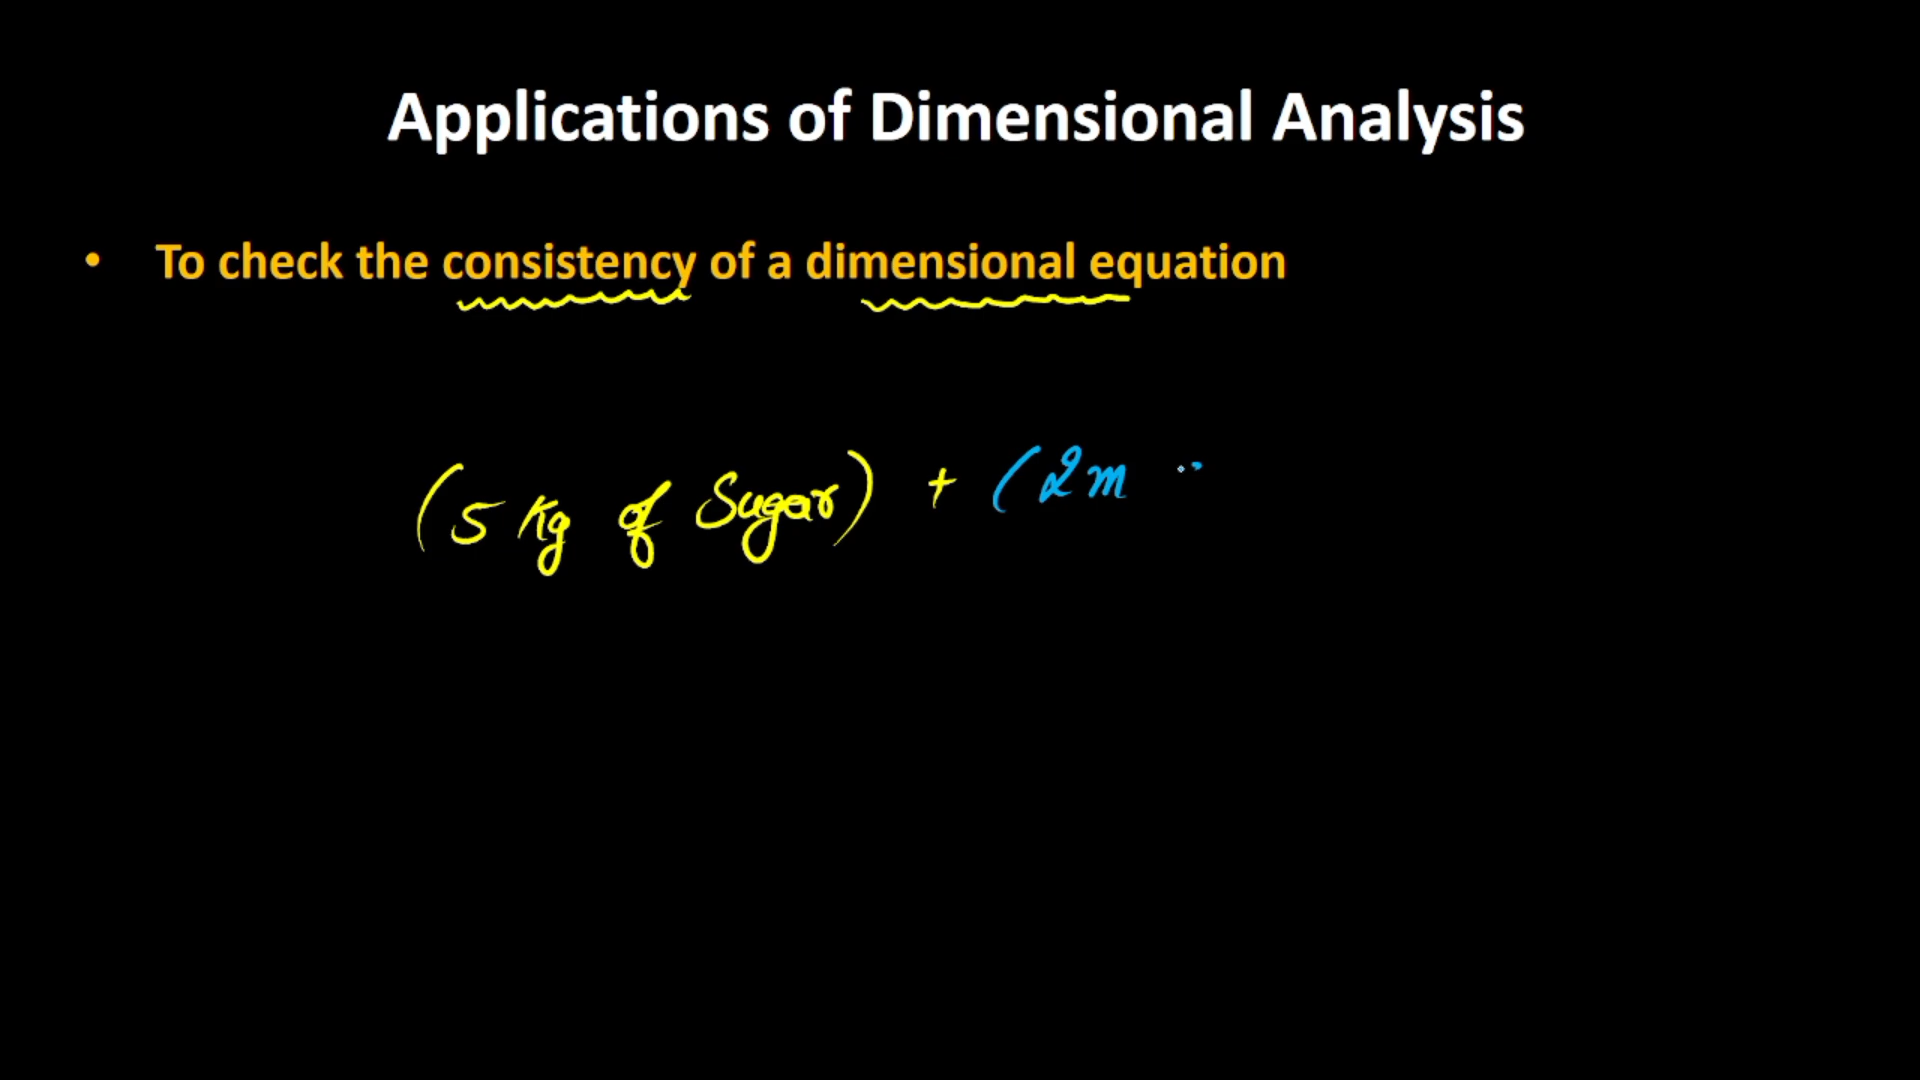 Applications of Dimensional Analysis
• To check the consistency of a dimensional equation
(5 Kg of Sugar) + (2m